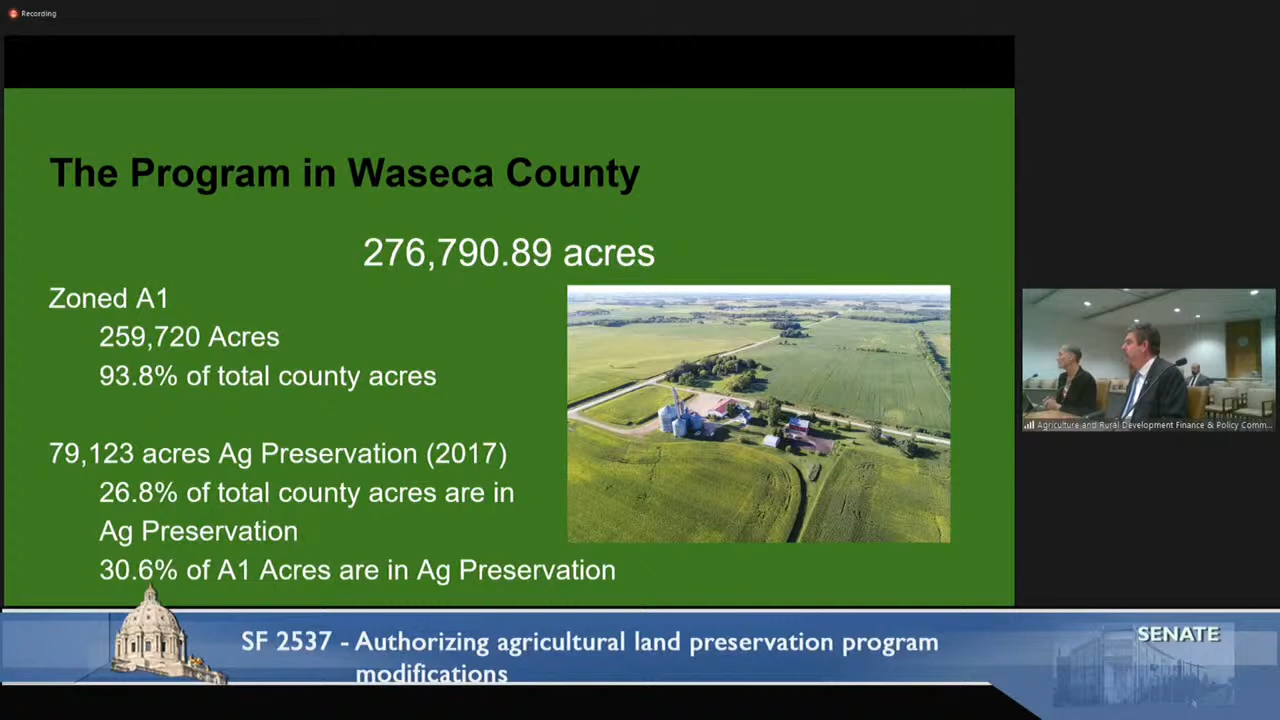 Recording
The Program in Waseca County
276,790.89 acres
Zoned A1
259,720 Acres
93.8% of total county acres
79,123 acres Ag Preservation (2017)
26.8% of total county acres are in
Ag Preservation
30.6% of A1 Acres are in Ag Preservation
Agriculture and Rural Development Finance & Policy Comm...
SF 2537 - Authorizing agricultural land preservation program
modifications
SENATE